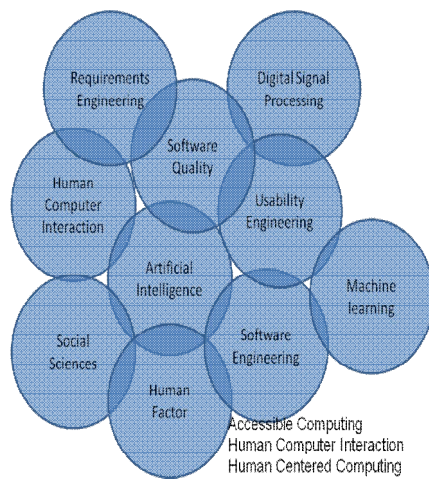 Requirements
Engineering
Digital Signal
Processing
Software
Quality
Human
Computer
Interaction
Usability
Engineering
Artificial
Intelligence
Machine
learning
Social
Sciences
Software
Engineering
Human
Factor
Accessible Computing
Human Computer Interaction
Human Centered Computing